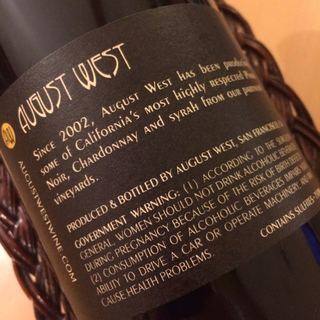 AUGUST WEST
SINCE 2002, AUGUST WEST HAS BEEN
SOME OF CALIFORNIA'S MOST HIGHLY RESPECTED
NOIR, CHARDONNAY AND SYRAH FROM OUR
VINEYARDS.
PRODUCED & BOTTLED BY AUGUST WEST, SAN
GOVERNMENT WARNING: (1) ACCORDING TO THE
GENERAL, WOMEN SHOULD NOT DRINK ALCOHOLIC
DURING PREGNANCY BECAUSE OF THE RISK OF BIRTH
(2) CONSUMPTION OF ALCOHOLIC BEVERAGES
ABILITY TO DRIVE A CAR OR OPERATE MACHINERY, AND
CAUSE HEALTH PROBLEMS.
CONTAINS
AUGUSTWESTWINE.COM